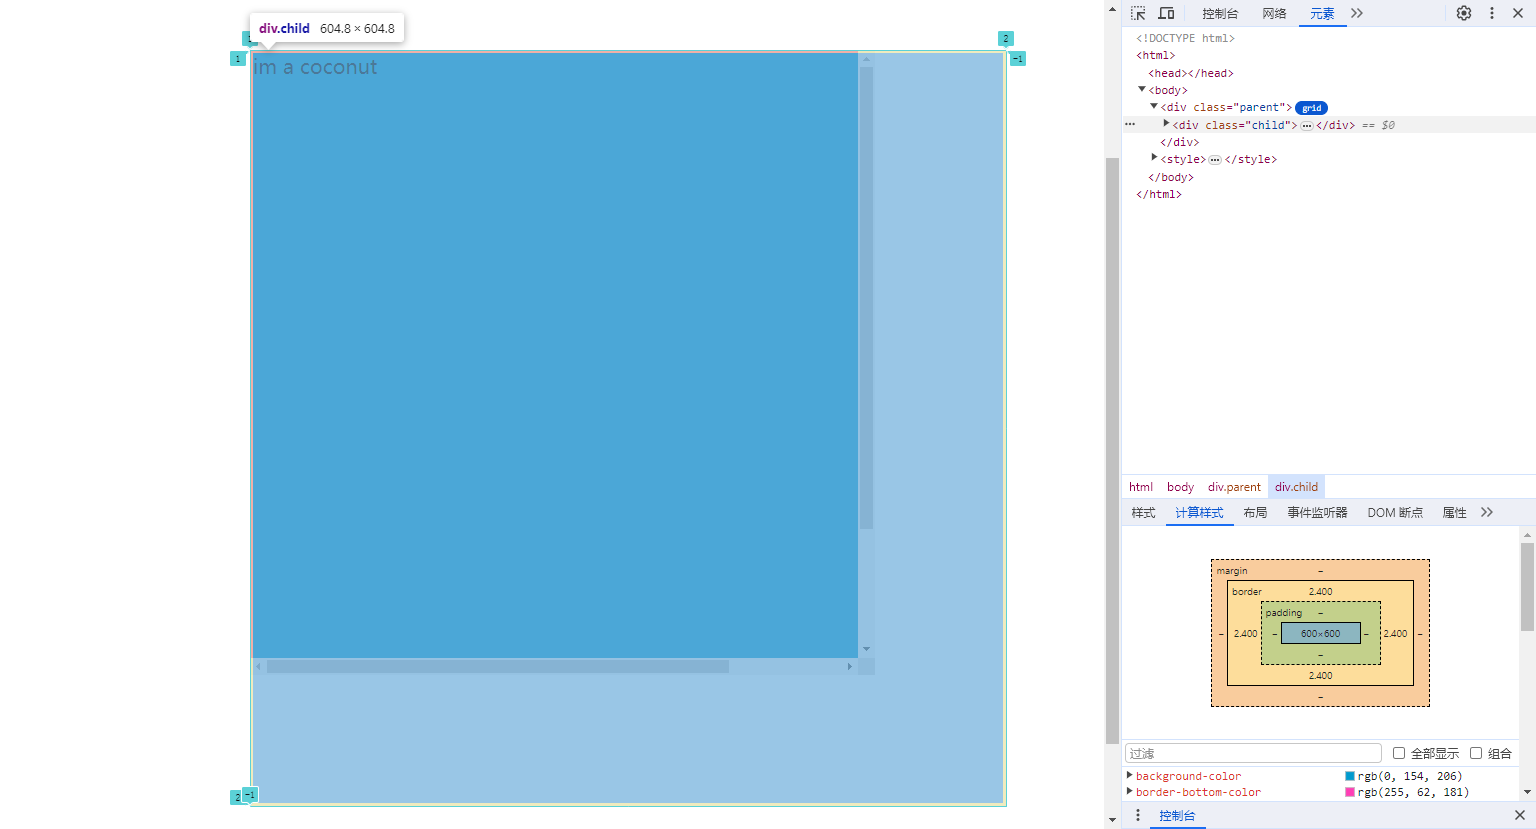 div.child 604.8 × 604.8
1 2
1 -1
im a coconut
2 -1
控制台 网络 元素
<!DOCTYPE html>
<html>
<head></head>
<body>
<div class="parent"> grid
<div class="child"> … </div> == $0
</div>
<style> … </style>
</body>
</html>
html body div.parent div.child
样式 计算样式 布局 事件监听器 DOM 断点 属性
margin –
border 2.400
padding –
– 2.400 – 600×600 – 2.400 –
–
2.400
–
过滤 全部显示 组合
background-color rgb(0, 154, 206)
border-bottom-color rgb(255, 62, 181)
控制台